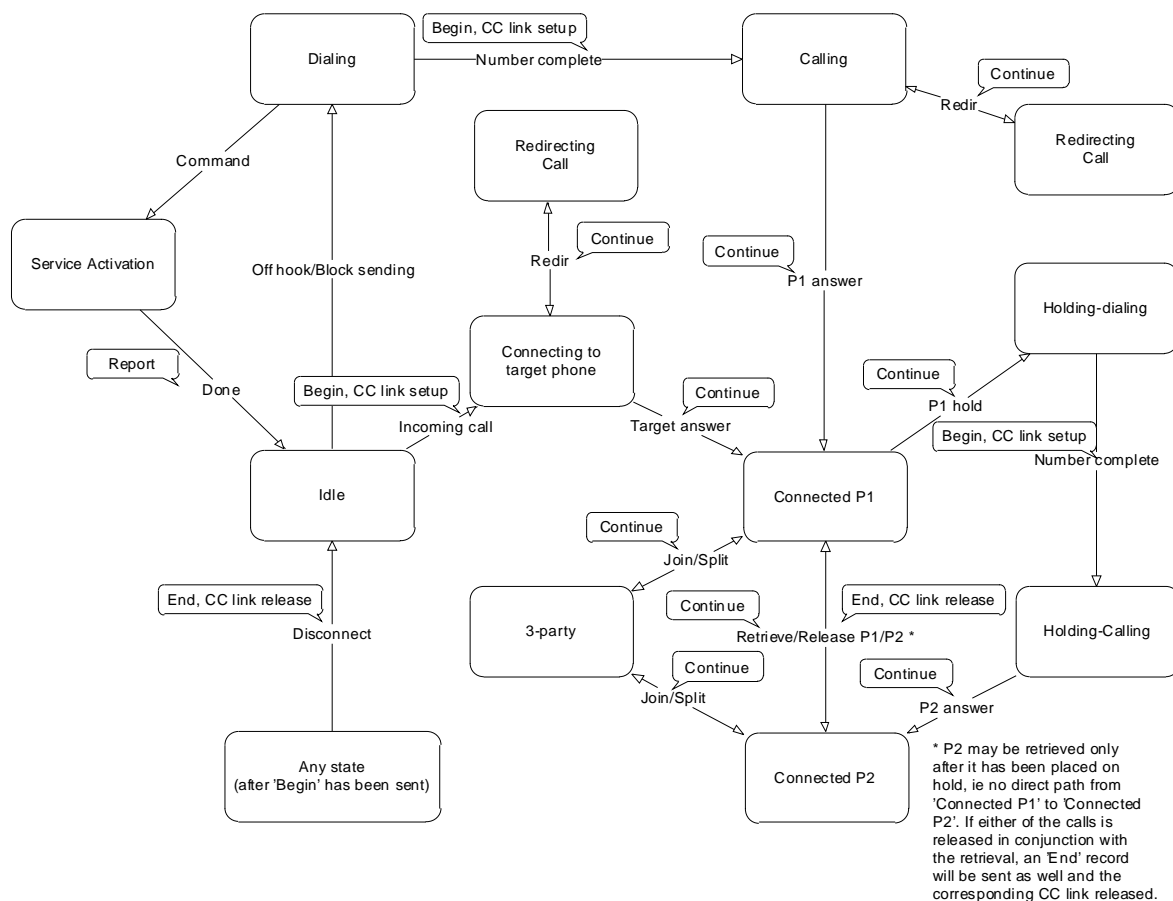 Begin, CC link setup
Dialing
Number complete
Calling
Continue
Redir
Redirecting
Call
Redirecting
Call
Command
Continue
Redir
Service Activation
Off hook/Block sending
Continue
P1 answer
Holding-dialing
Connecting to
target phone
Report
Done
Begin, CC link setup
Incoming call
Continue
Target answer
Continue
P1 hold
Begin, CC link setup
Number complete
Idle
Connected P1
Continue
Join/Split
End, CC link release
Disconnect
3-party
Continue
End, CC link release
Retrieve/Release P1/P2 *
Holding-Calling
Continue
Join/Split
Continue
P2 answer
Any state
(after 'Begin' has been sent)
Connected P2
* P2 may be retrieved only
after it has been placed on
hold, ie no direct path from
'Connected P1' to 'Connected
P2'. If either of the calls is
released in conjunction with
the retrieval, an 'End' record
will be sent as well and the
corresponding CC link released.